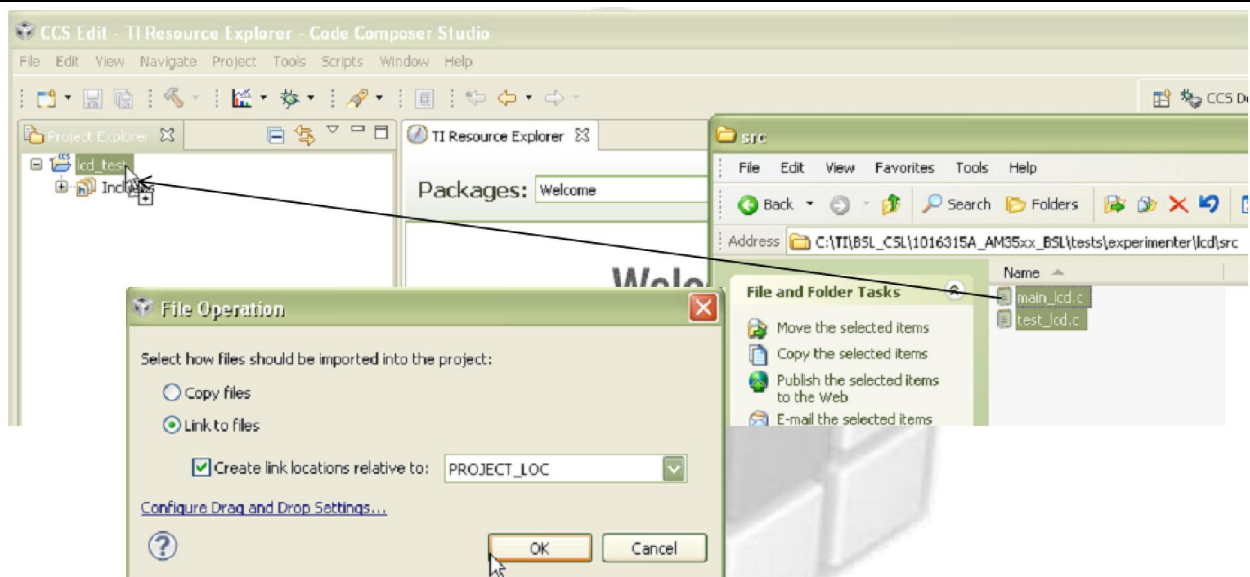 CCS Edit - TI Resource Explorer - Code Composer Studio
File Edit View Navigate Project Tools Scripts Window Help
CCS D
Project Explorer
TI Resource Explorer
lcd_test
Includes
Packages: Welcome
src
File Edit View Favorites Tools Help
Back Search Folders
Address C:\TI\BSL_CSL\1016315A_AM35xx_BSL\tests\experimenter\lcd\src
Name
File and Folder Tasks
main_lcd.c
test_lcd.c
Move the selected items
Copy the selected items
Publish the selected items
to the Web
E-mail the selected items
File Operation
Select how files should be imported into the project:
Copy files
Link to files
Create link locations relative to: PROJECT_LOC
Configure Drag and Drop Settings...
OK Cancel